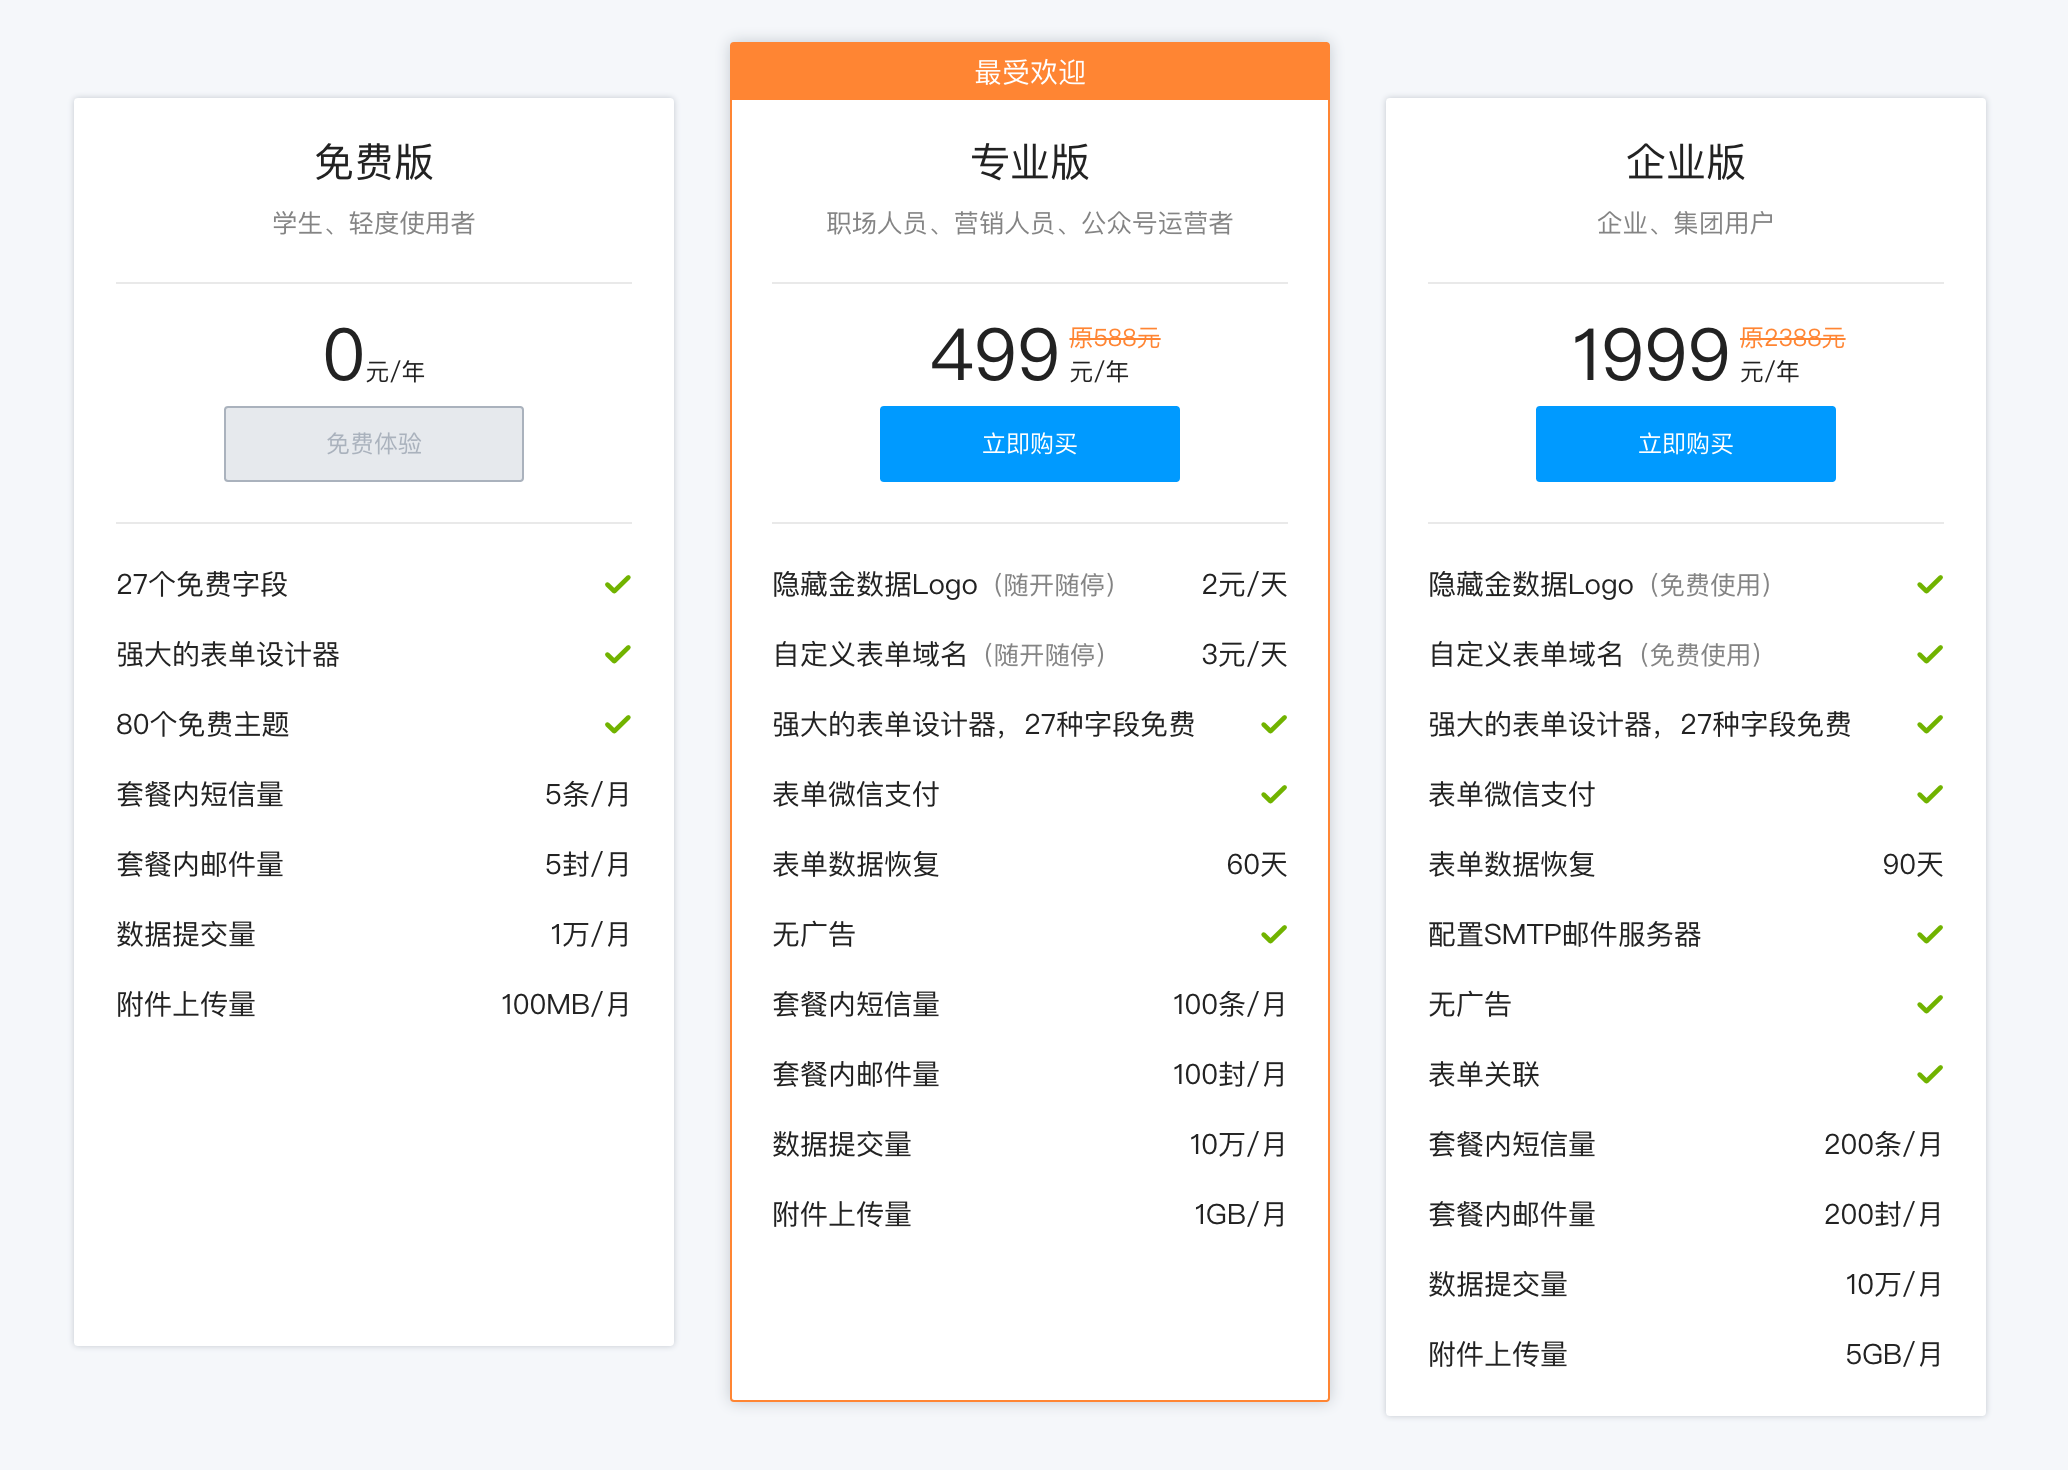 免费版
学生、轻度使用者
0元/年
免费体验
27个免费字段
强大的表单设计器
80个免费主题
套餐内短信量 5条/月
套餐内邮件量 5封/月
数据提交量 1万/月
附件上传量 100MB/月
最受欢迎
专业版
职场人员、营销人员、公众号运营者
499 原588元
元/年
立即购买
隐藏金数据Logo（随开随停） 2元/天
自定义表单域名（随开随停） 3元/天
强大的表单设计器，27种字段免费
表单微信支付
表单数据恢复 60天
无广告
套餐内短信量 100条/月
套餐内邮件量 100封/月
数据提交量 10万/月
附件上传量 1GB/月
企业版
企业、集团用户
1999 原2388元
元/年
立即购买
隐藏金数据Logo（免费使用）
自定义表单域名（免费使用）
强大的表单设计器，27种字段免费
表单微信支付
表单数据恢复 90天
配置SMTP邮件服务器
无广告
表单关联
套餐内短信量 200条/月
套餐内邮件量 200封/月
数据提交量 10万/月
附件上传量 5GB/月